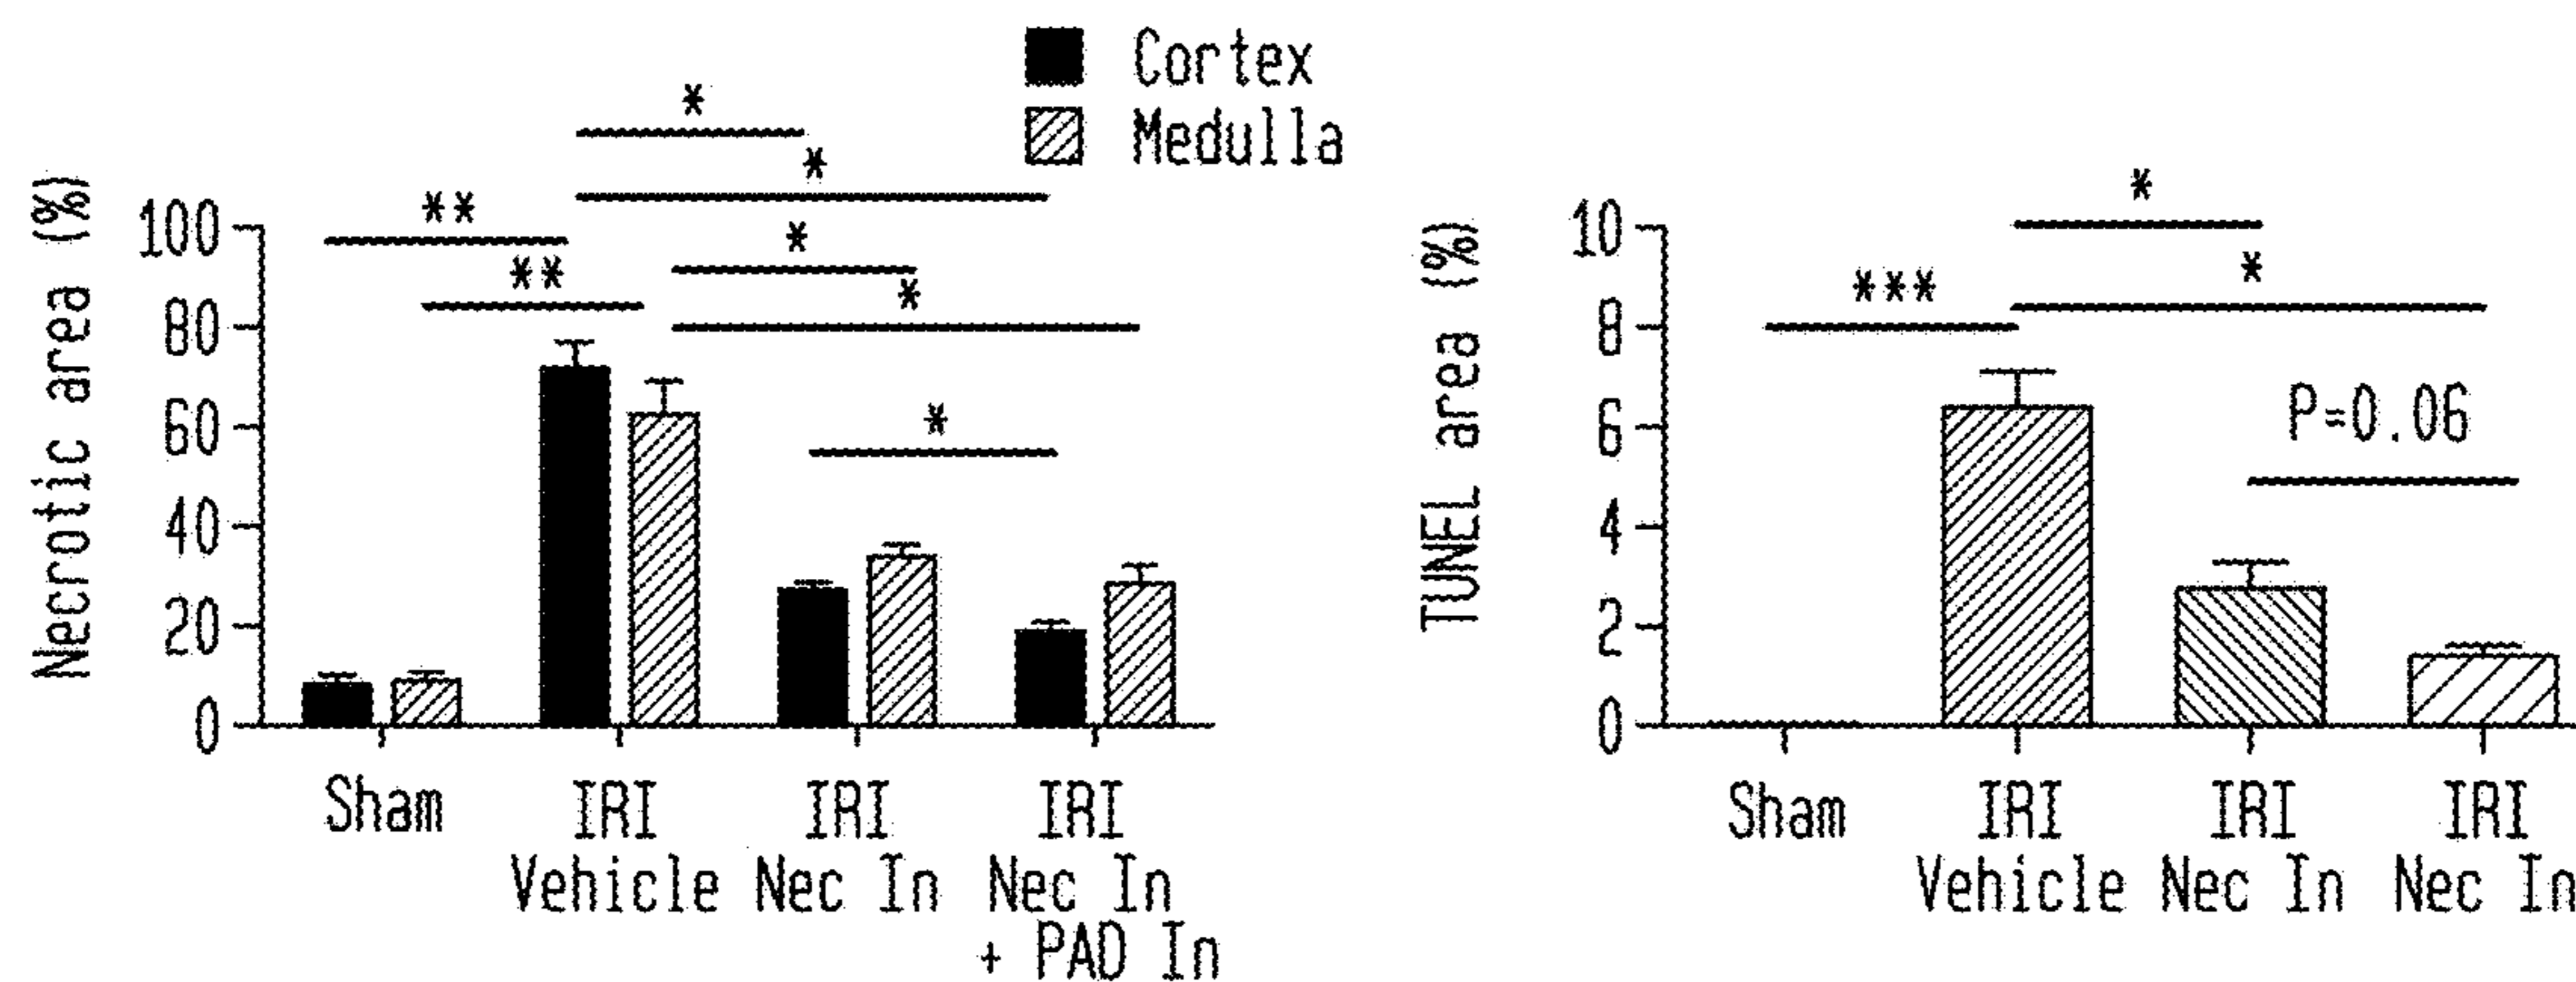 Cortex
Medulla
*
*
**
*
**
*
*
Necrotic area (%)
100
80
60
40
20
0
Sham
IRI
Vehicle
IRI
Nec In
IRI
Nec In
+ PAD In
*
*
***
P=0.06
TUNEL area (%)
10
8
6
4
2
0
Sham
IRI
Vehicle
IRI
Nec In
IRI
Nec In